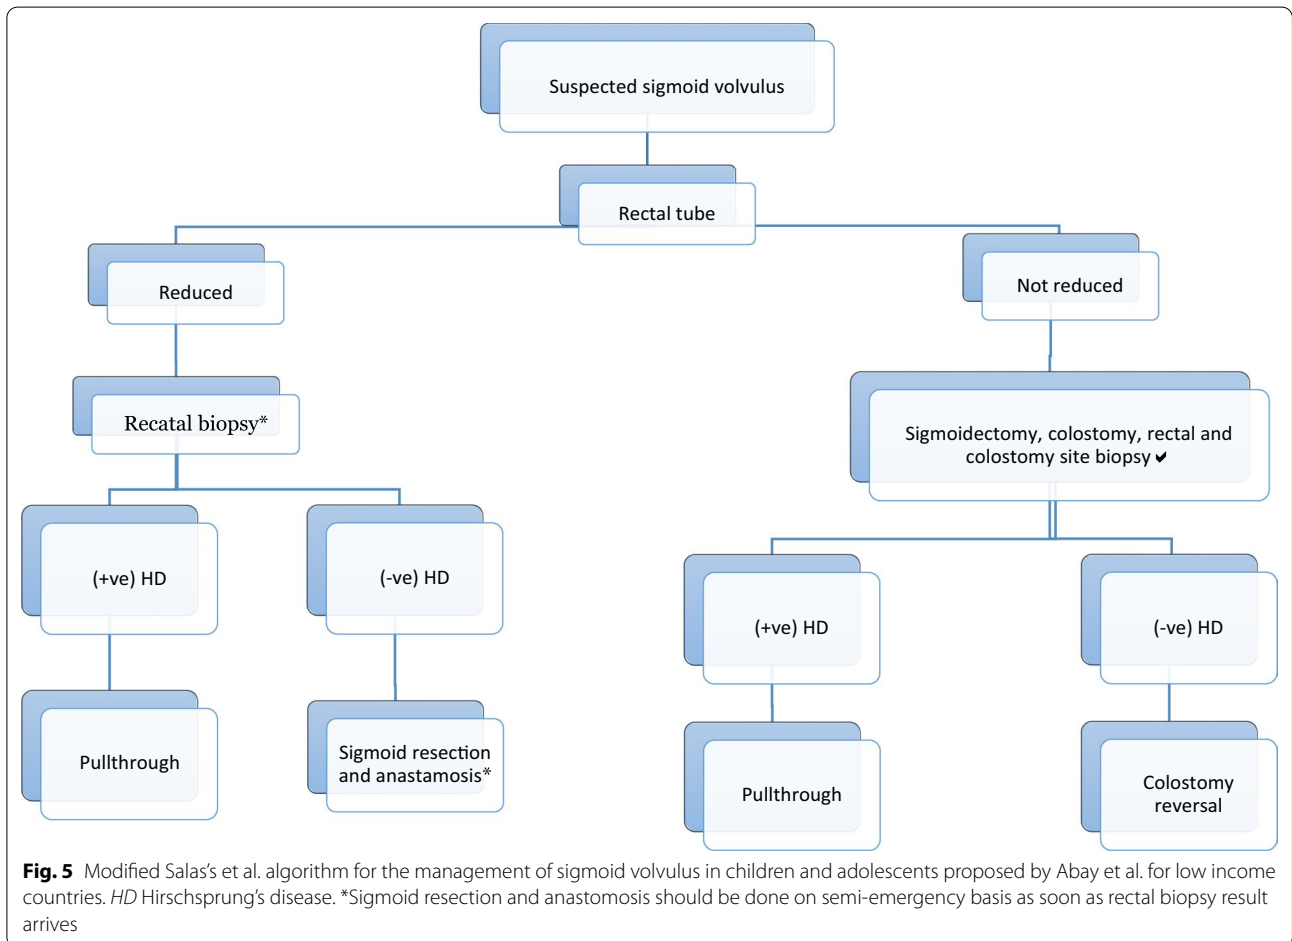 Suspected sigmoid volvulus
Rectal tube
Reduced
Not reduced
Recatal biopsy*
Sigmoidectomy, colostomy, rectal and
colostomy site biopsy ✔
(+ve) HD
(-ve) HD
(+ve) HD
(-ve) HD
Pullthrough
Sigmoid resection
and anastamosis*
Pullthrough
Colostomy
reversal
Fig. 5 Modified Salas's et al. algorithm for the management of sigmoid volvulus in children and adolescents proposed by Abay et al. for low income
countries. HD Hirschsprung's disease. *Sigmoid resection and anastomosis should be done on semi-emergency basis as soon as rectal biopsy result
arrives